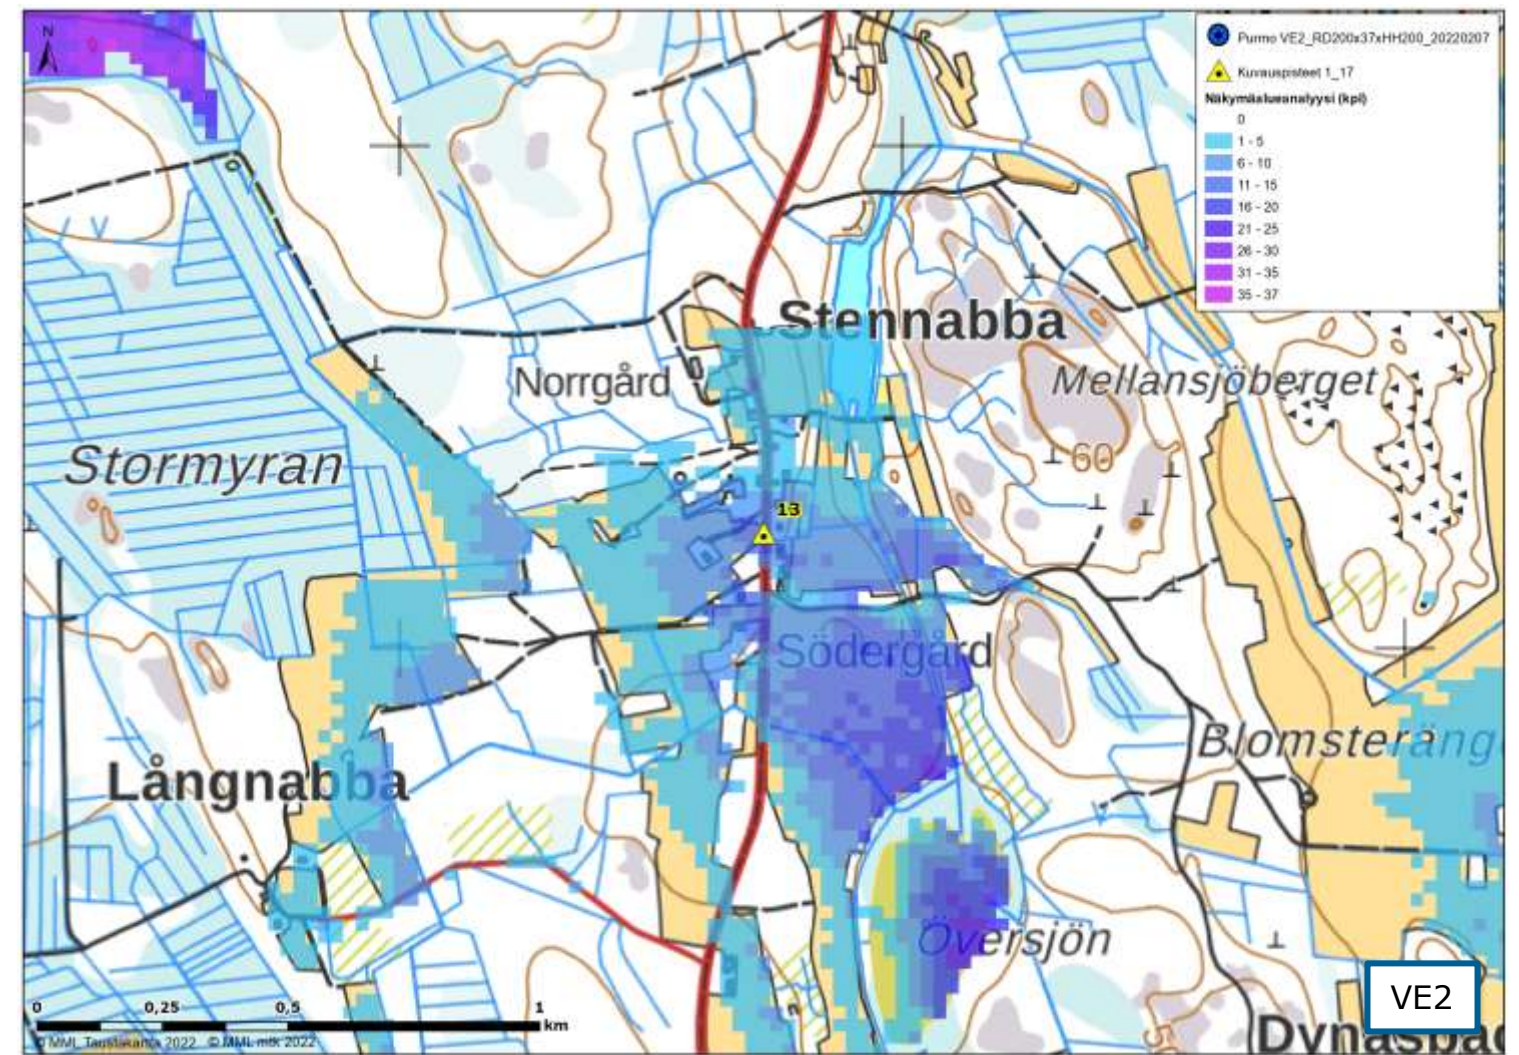 N
Purmo VE2_RD200x37xHH200_20220207
Kuvauspisteet 1_17
Näkymäalueanalyysi (kpl)
0
1 - 5
6 - 10
11 - 15
16 - 20
21 - 25
26 - 30
31 - 35
35 - 37
Stennabba
Norrgård
Mellansjöberget
Stormyran
60
13
Södergård
Blomsteräng
Långnabba
Översjön
VE2
0 0,25 0,5 1
km
Dynäsbac
© MML Taustakartta 2022 © MML mtk 2022